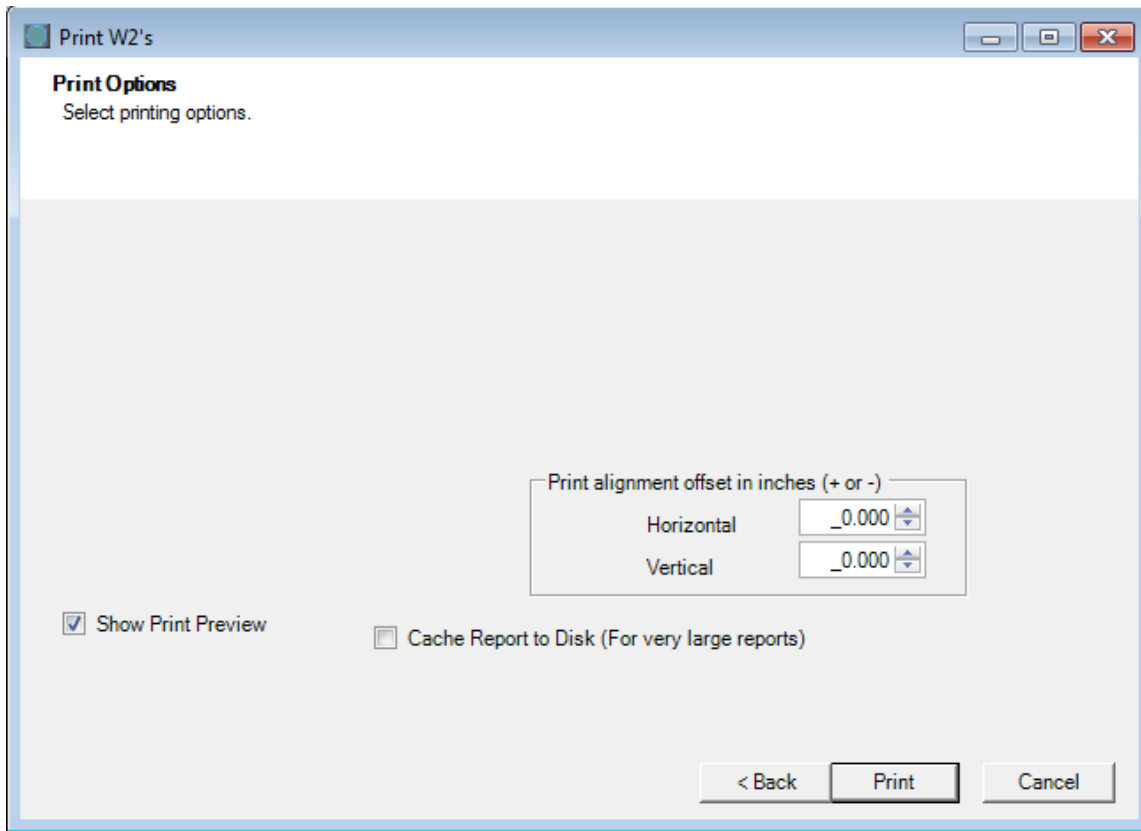 Print W2's
Print Options
Select printing options.
Print alignment offset in inches (+ or -)
Horizontal _0.000
Vertical _0.000
Show Print Preview
Cache Report to Disk (For very large reports)
< Back Print Cancel